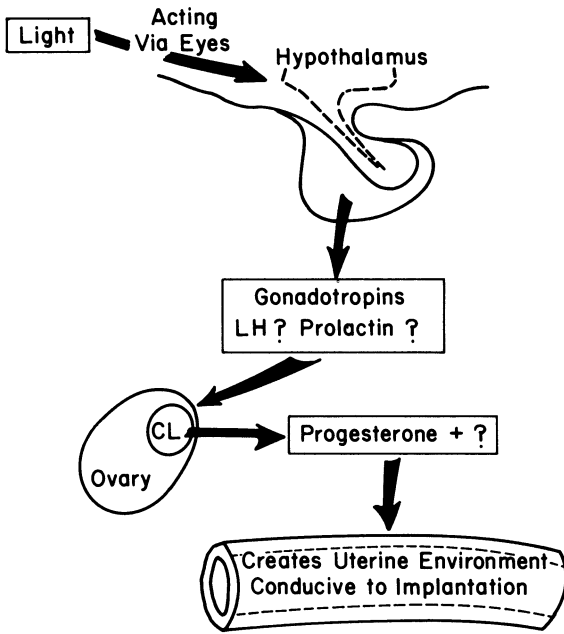 Light
Acting
Via Eyes
Hypothalamus
Gonadotropins
LH? Prolactin ?
CL
Ovary
Progesterone + ?
Creates Uterine Environment
Conducive to Implantation